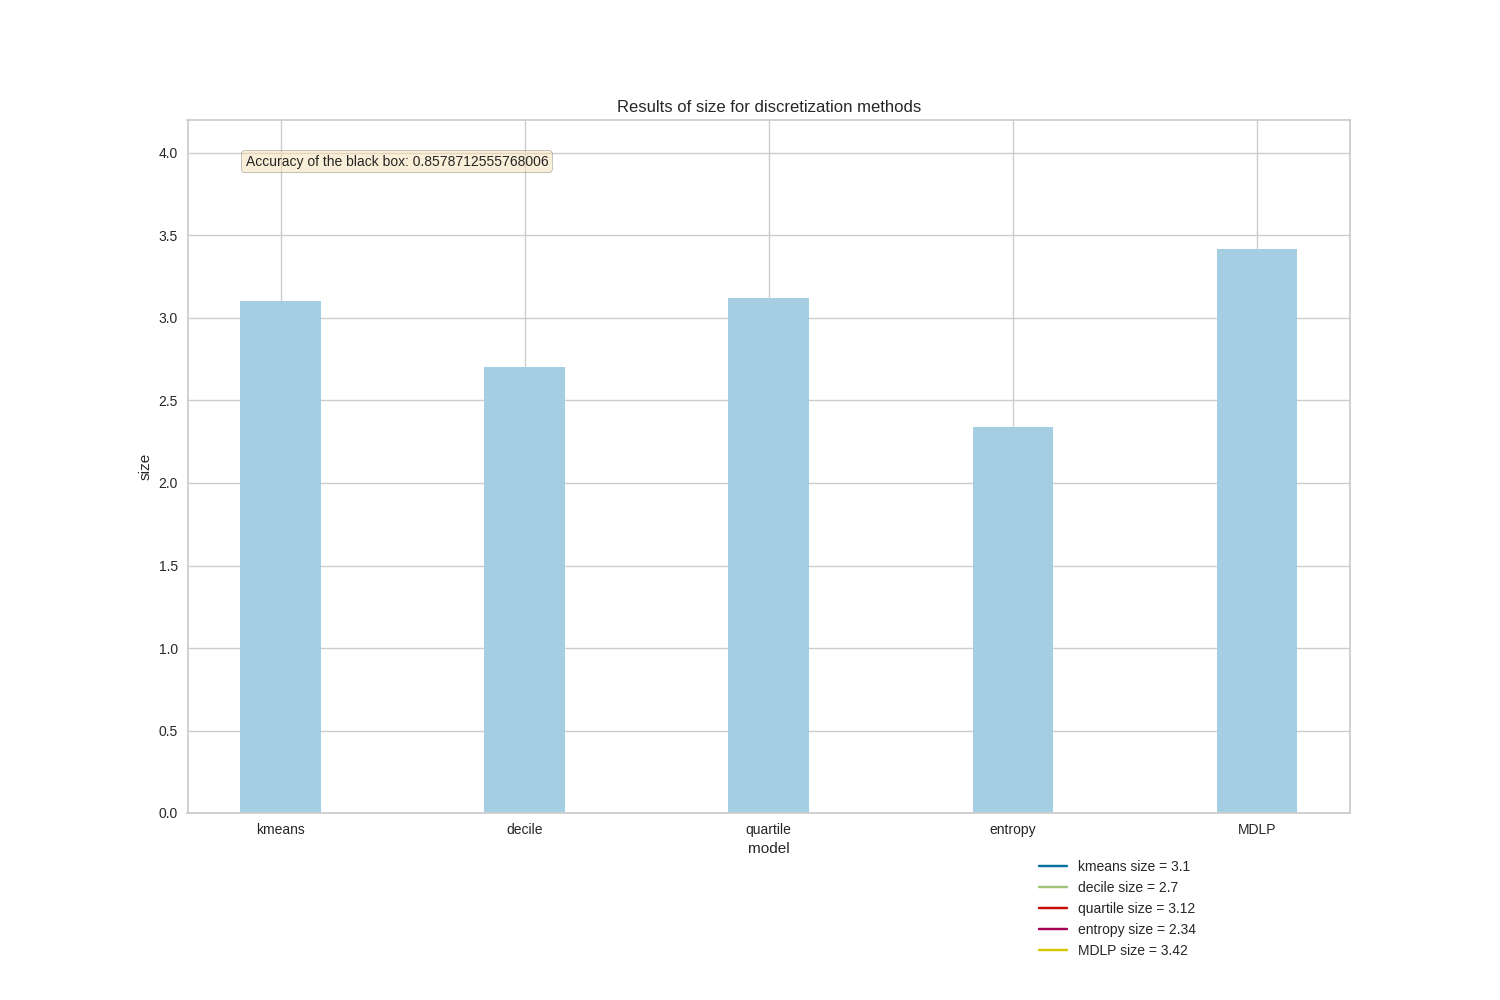 Results of size for discretization methods
Accuracy of the black box: 0.8578712555768006
4.0
3.5
3.0
2.5
2.0
1.5
1.0
0.5
0.0
size
kmeans decile quartile entropy MDLP
model
kmeans size = 3.1
decile size = 2.7
quartile size = 3.12
entropy size = 2.34
MDLP size = 3.42